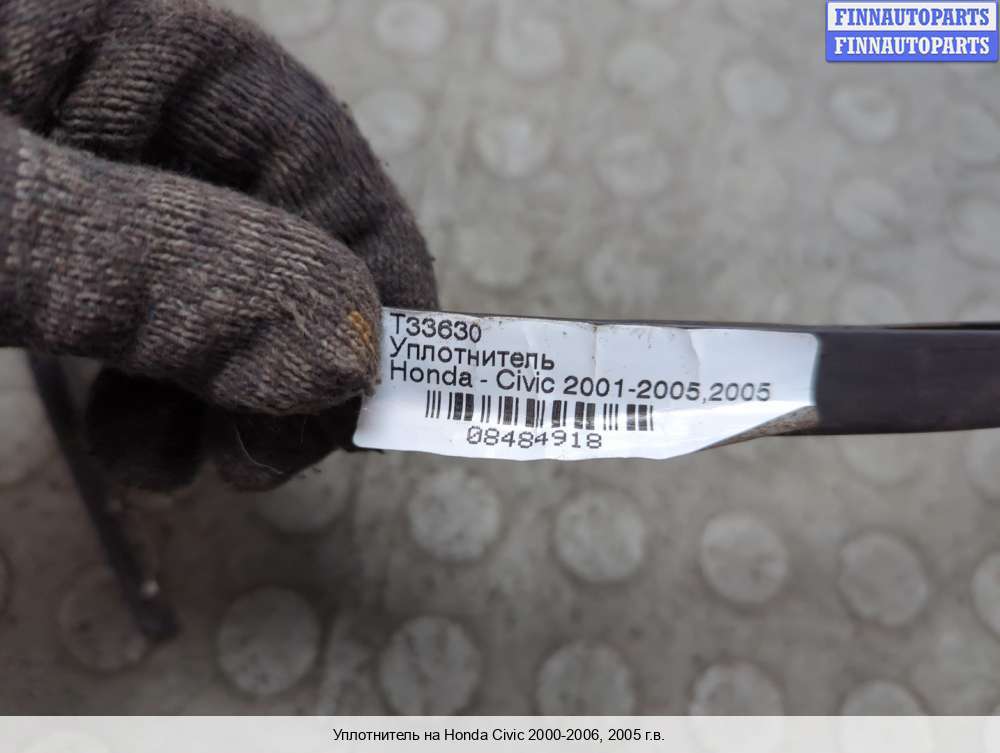 FINNAUTOPARTS
FINNAUTOPARTS
T33630
Уплотнитель
Honda - Civic 2001-2005,2005
08484918
Уплотнитель на Honda Civic 2000-2006, 2005 г.в.